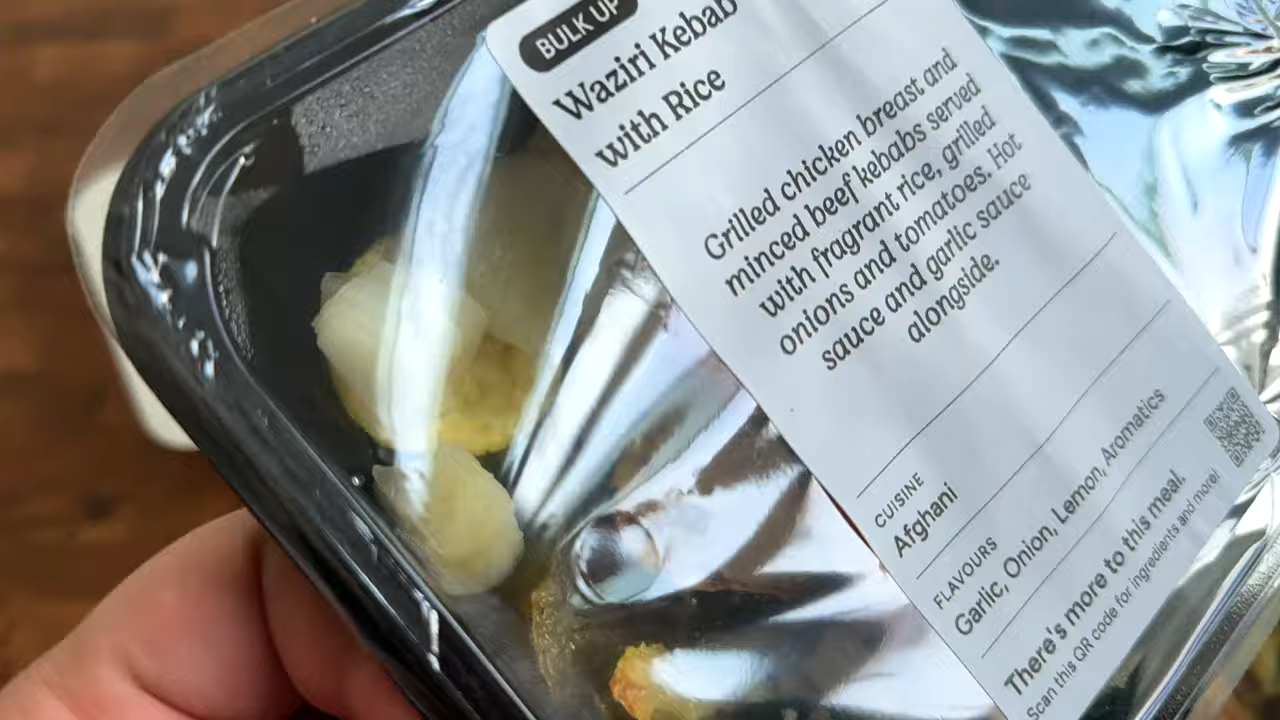 BULK UP
Waziri Kebab
with Rice
Grilled chicken breast and
minced beef kebabs served
with fragrant rice, grilled
onions and tomatoes. Hot
sauce and garlic sauce
alongside.
CUISINE
Afghani
FLAVOURS
Garlic, Onion, Lemon, Aromatics
There's more to this meal.
Scan this QR code for ingredients and more!